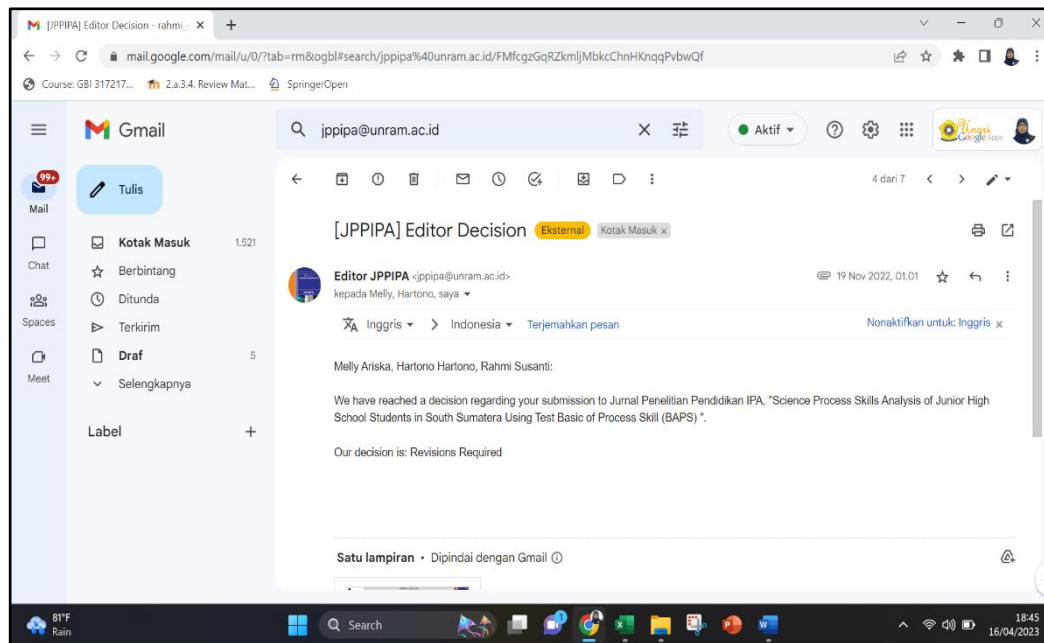 [JPPIPA] Editor Decision - rahmi_
mail.google.com/mail/u/0/?tab=rm&ogbl#search/jppipa%40unram.ac.id/FMfcgzGqRZkmljMbkcChnHKnqqPvbwQf
Course: GBI 317217... 2.a.3.4. Review Mat... SpringerOpen
Gmail
jppipa@unram.ac.id
Aktif
99+
Mail
Tulis
4 dari 7
[JPPIPA] Editor Decision Eksternal Kotak Masuk x
Kotak Masuk 1.521
Chat
Berbintang
Editor JPPIPA <jppipa@unram.ac.id> 19 Nov 2022, 01.01
kepada Melly, Hartono, saya
Ditunda
Spaces
Terkirim
Inggris > Indonesia Terjemahkan pesan Nonaktifkan untuk: Inggris x
Draf 5
Meet
Selengkapnya
Melly Ariska, Hartono Hartono, Rahmi Susanti:
We have reached a decision regarding your submission to Jurnal Penelitian Pendidikan IPA, "Science Process Skills Analysis of Junior High
School Students in South Sumatera Using Test Basic of Process Skill (BAPS) ".
Label +
Our decision is: Revisions Required
Satu lampiran • Dipindai dengan Gmail
81°F
Rain
Search
18:45
16/04/2023